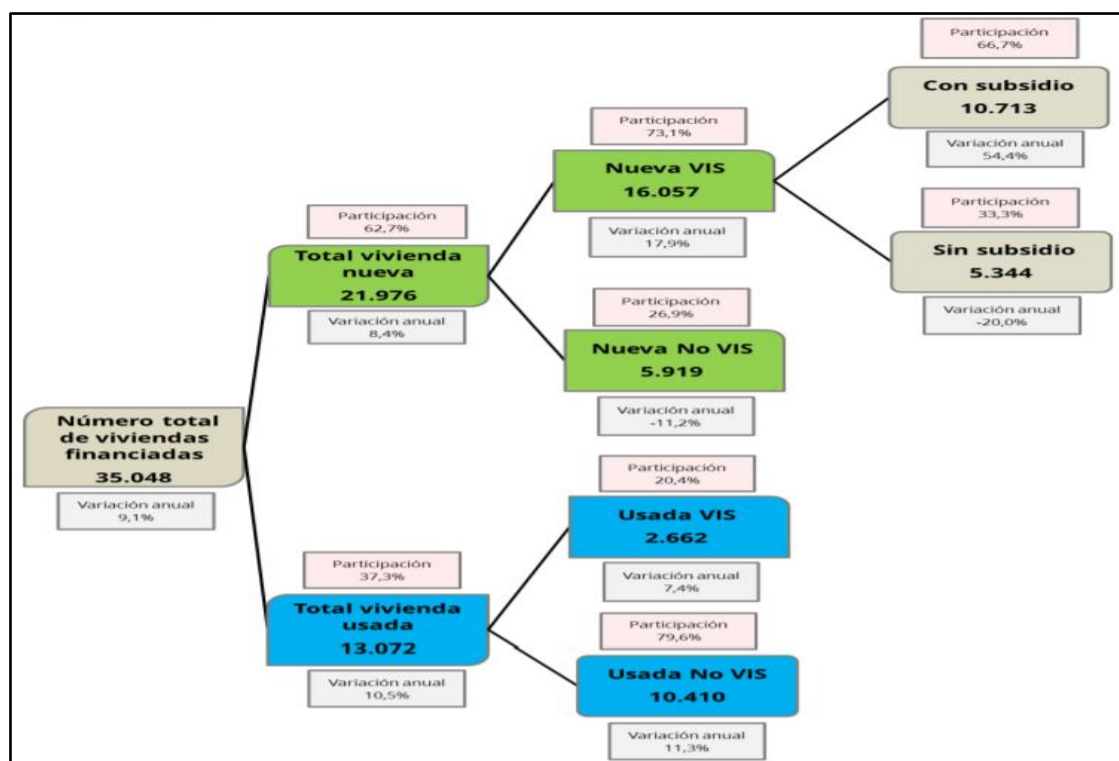 Número total
de viviendas
financiadas
35.048
Variación anual
9,1%
Participación
62,7%
Total vivienda
nueva
21.976
Variación anual
8,4%
Participación
73,1%
Nueva VIS
16.057
Variación anual
17,9%
Participación
66,7%
Con subsidio
10.713
Variación anual
54,4%
Participación
33,3%
Sin subsidio
5.344
Variación anual
-20,0%
Participación
26,9%
Nueva No VIS
5.919
Variación anual
-11,2%
Participación
37,3%
Total vivienda
usada
13.072
Variación anual
10,5%
Participación
20,4%
Usada VIS
2.662
Variación anual
7,4%
Participación
79,6%
Usada No VIS
10.410
Variación anual
11,3%